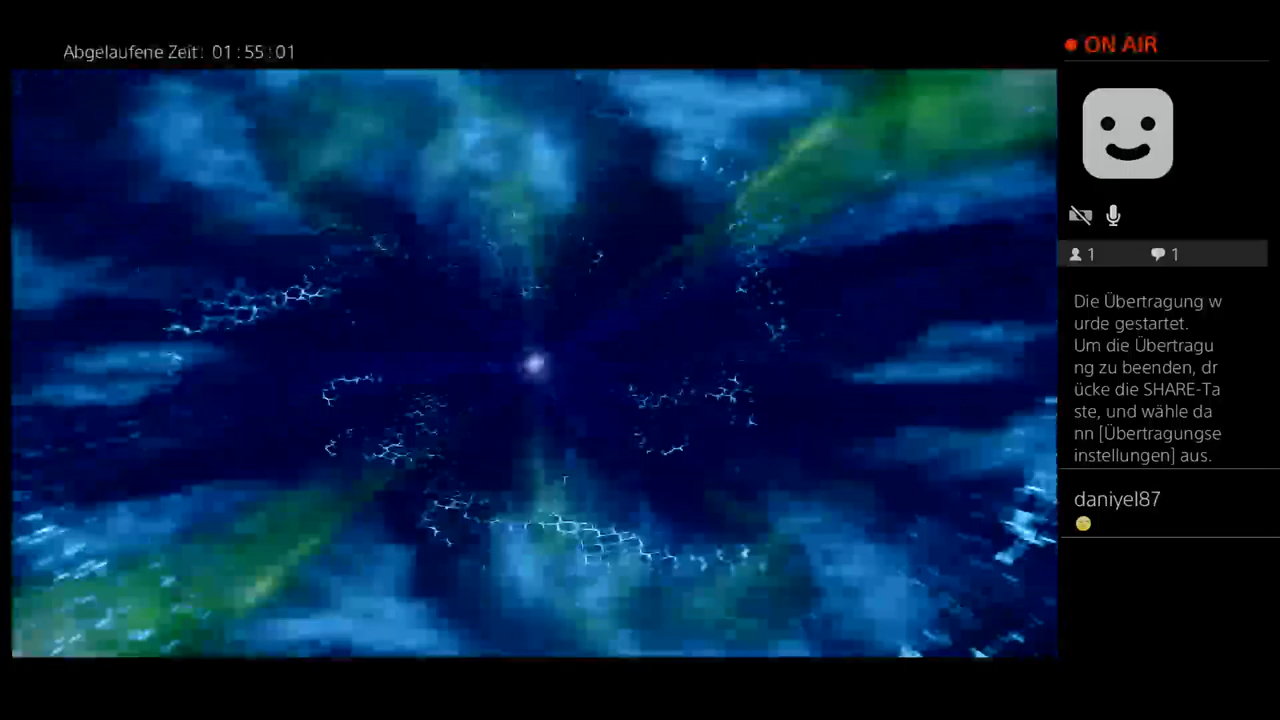 Abgelaufene Zeit: 01:55:01
ON AIR
1 1
Die Übertragung w
urde gestartet.
Um die Übertragu
ng zu beenden, dr
ücke die SHARE-Ta
ste, und wähle da
nn [Übertragungse
instellungen] aus.
daniyel87